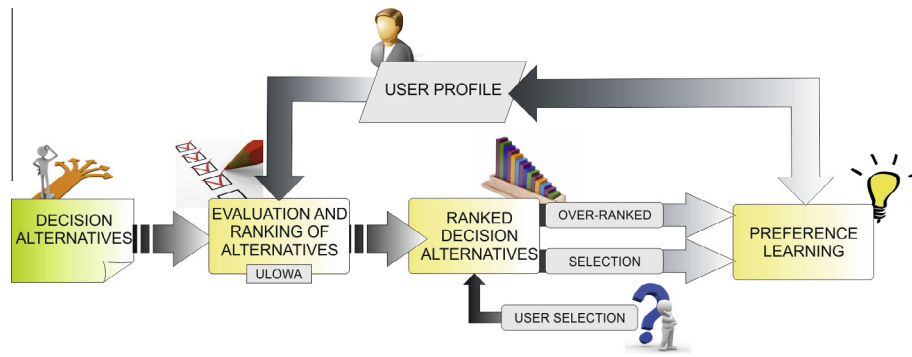 USER PROFILE
DECISION
ALTERNATIVES
EVALUATION AND
RANKING OF
ALTERNATIVES
ULOWA
RANKED
DECISION
ALTERNATIVES
OVER-RANKED
SELECTION
PREFERENCE
LEARNING
USER SELECTION